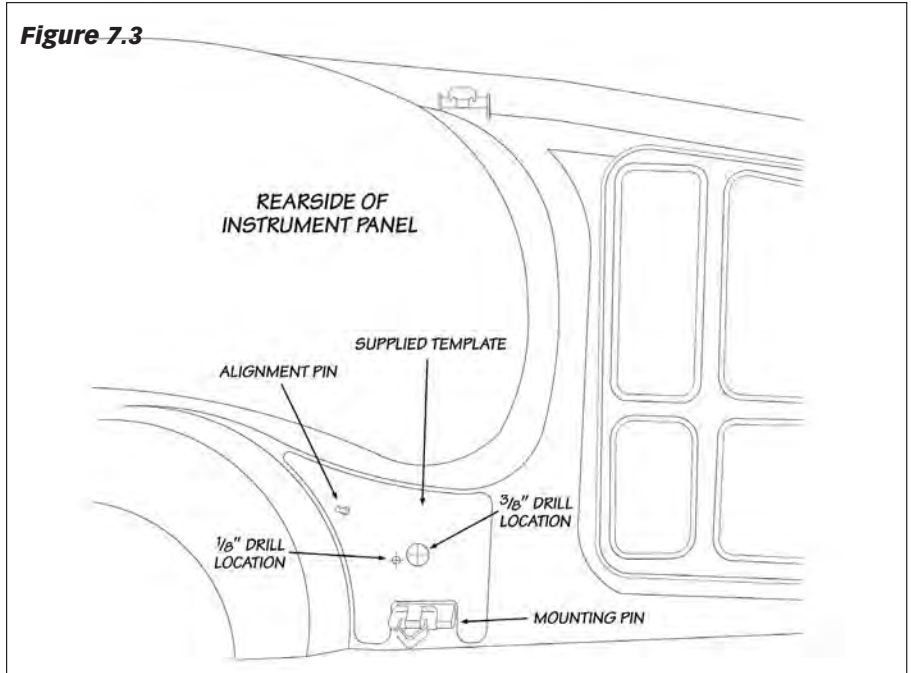 Figure 7.3
REARSIDE OF
INSTRUMENT PANEL
SUPPLIED TEMPLATE
ALIGNMENT PIN
3/8" DRILL
LOCATION
1/8" DRILL
LOCATION
MOUNTING PIN